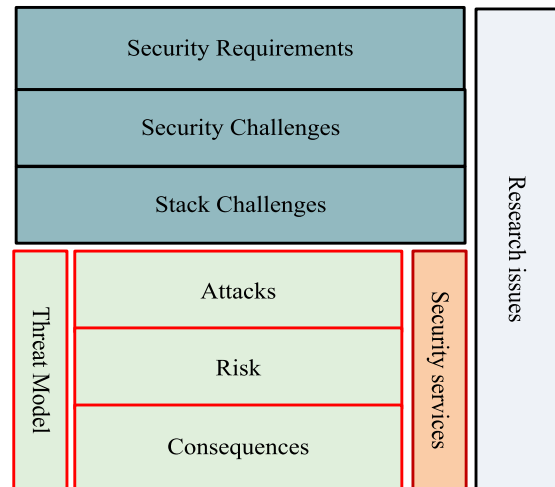 Security Requirements
Security Challenges
Stack Challenges
Research issues
Threat Model
Attacks
Risk
Consequences
Security services